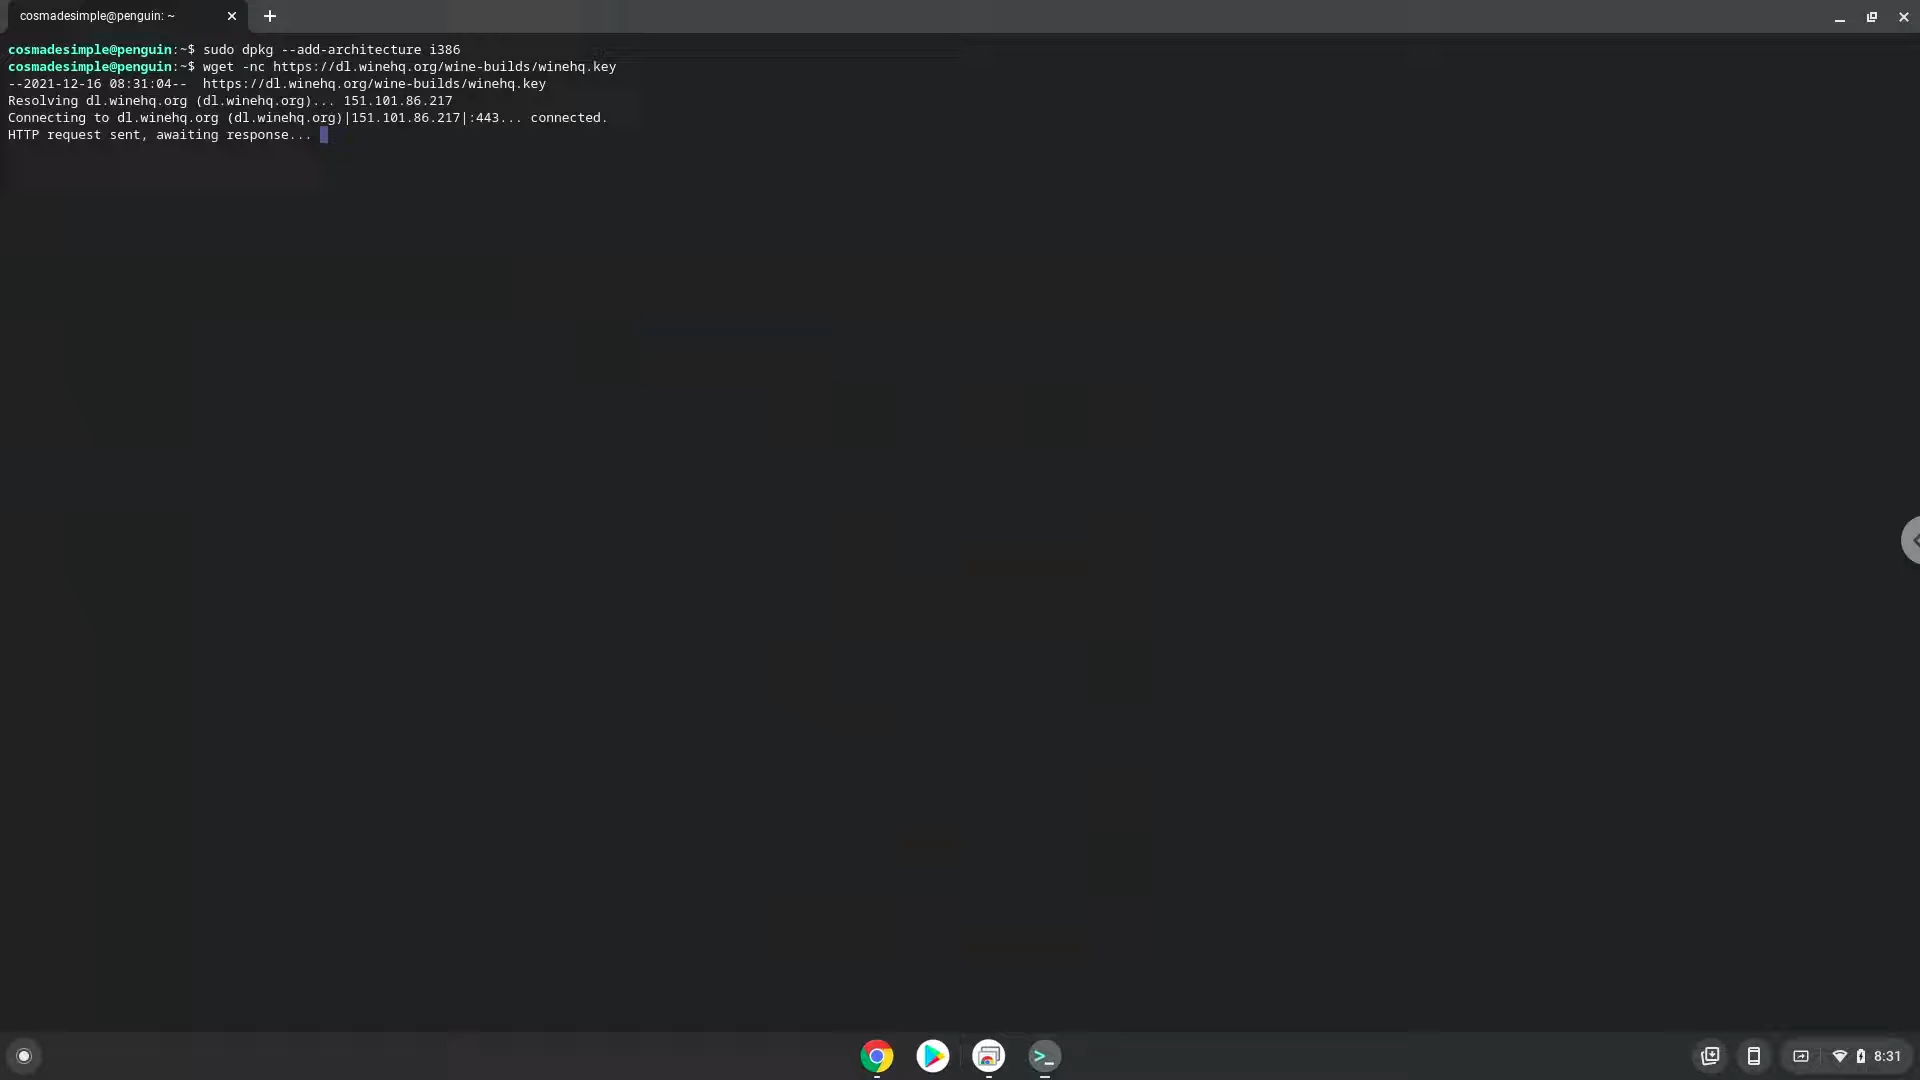 cosmadesimple@penguin: ~
cosmadesimple@penguin:~$ sudo dpkg --add-architecture i386
cosmadesimple@penguin:~$ wget -nc https://dl.winehq.org/wine-builds/winehq.key
--2021-12-16 08:31:04--  https://dl.winehq.org/wine-builds/winehq.key
Resolving dl.winehq.org (dl.winehq.org)... 151.101.86.217
Connecting to dl.winehq.org (dl.winehq.org)|151.101.86.217|:443... connected.
HTTP request sent, awaiting response...
8:31